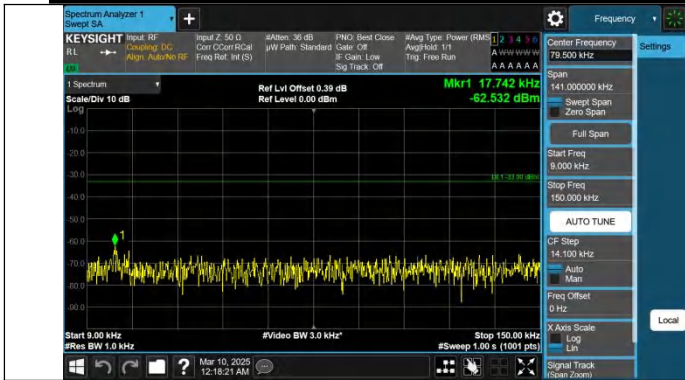 Spectrum Analyzer 1
Swept SA
+
Frequency
KEYSIGHT
Input: RF
Input Z: 50 Ω
#Atten: 36 dB
PNO: Best Close
#Avg Type: Power (RMS
1 2 3 4 5 6
RL
Coupling: DC
Corr CCorr RCal
µW Path: Standard
Gate: Off
Avg|Hold: 1/1
A W W W W W
Align: Auto/No RF
Freq Ref: Int (S)
IF Gain: Low
Trig: Free Run
Sig Track: Off
A A A A A A
1 Spectrum
Ref Lvl Offset 0.39 dB
Mkr1 17.742 kHz
Scale/Div 10 dB
Ref Level 0.00 dBm
-62.532 dBm
Log
-10.0
-20.0
-30.0
DL1 -33.00 dBm
-40.0
-50.0
-60.0
1
-70.0
-80.0
-90.0
Start 9.00 kHz
#Video BW 3.0 kHz*
Stop 150.00 kHz
#Res BW 1.0 kHz
#Sweep 1.00 s (1001 pts)
?
Mar 10, 2025
12:18:21 AM
Center Frequency
79.500 kHz
Settings
Span
141.000000 kHz
Swept Span
Zero Span
Full Span
Start Freq
9.000 kHz
Stop Freq
150.000 kHz
AUTO TUNE
CF Step
14.100 kHz
Auto
Man
Freq Offset
0 Hz
Local
X Axis Scale
Log
Lin
Signal Track
(Span Zoom)